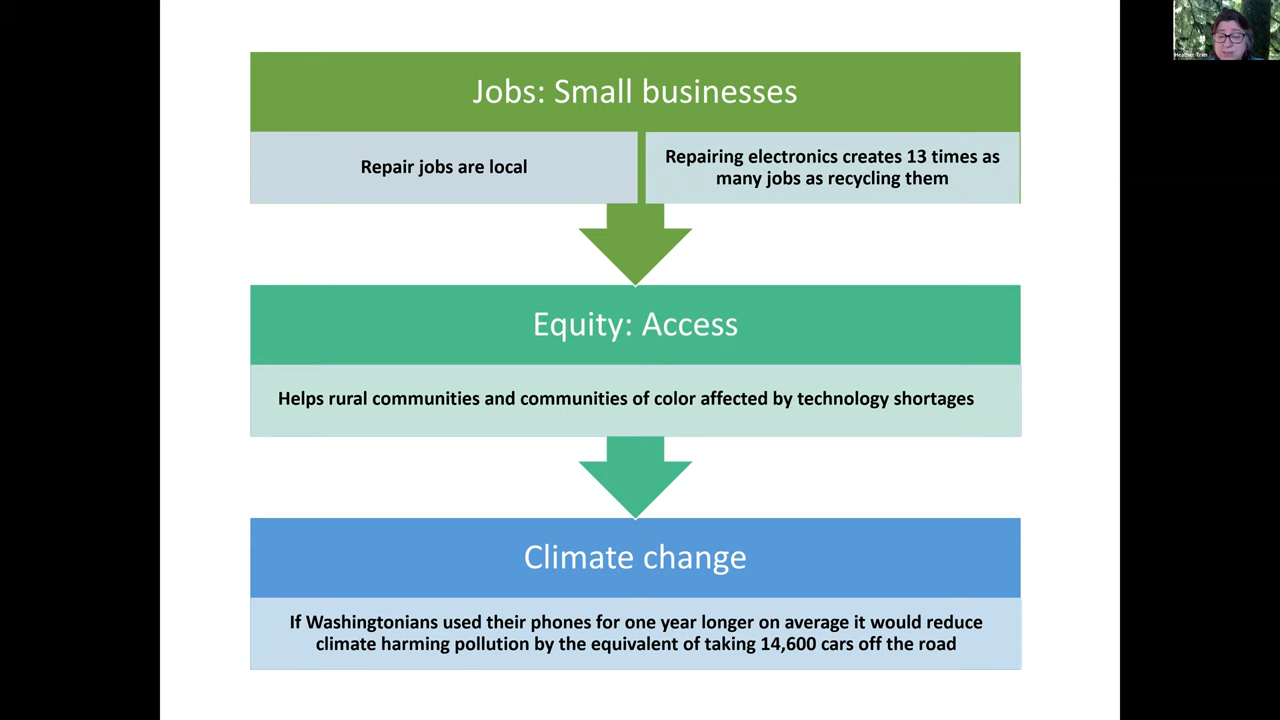 Heather Trim
Jobs: Small businesses
Repair jobs are local
Repairing electronics creates 13 times as
many jobs as recycling them
Equity: Access
Helps rural communities and communities of color affected by technology shortages
Climate change
If Washingtonians used their phones for one year longer on average it would reduce
climate harming pollution by the equivalent of taking 14,600 cars off the road